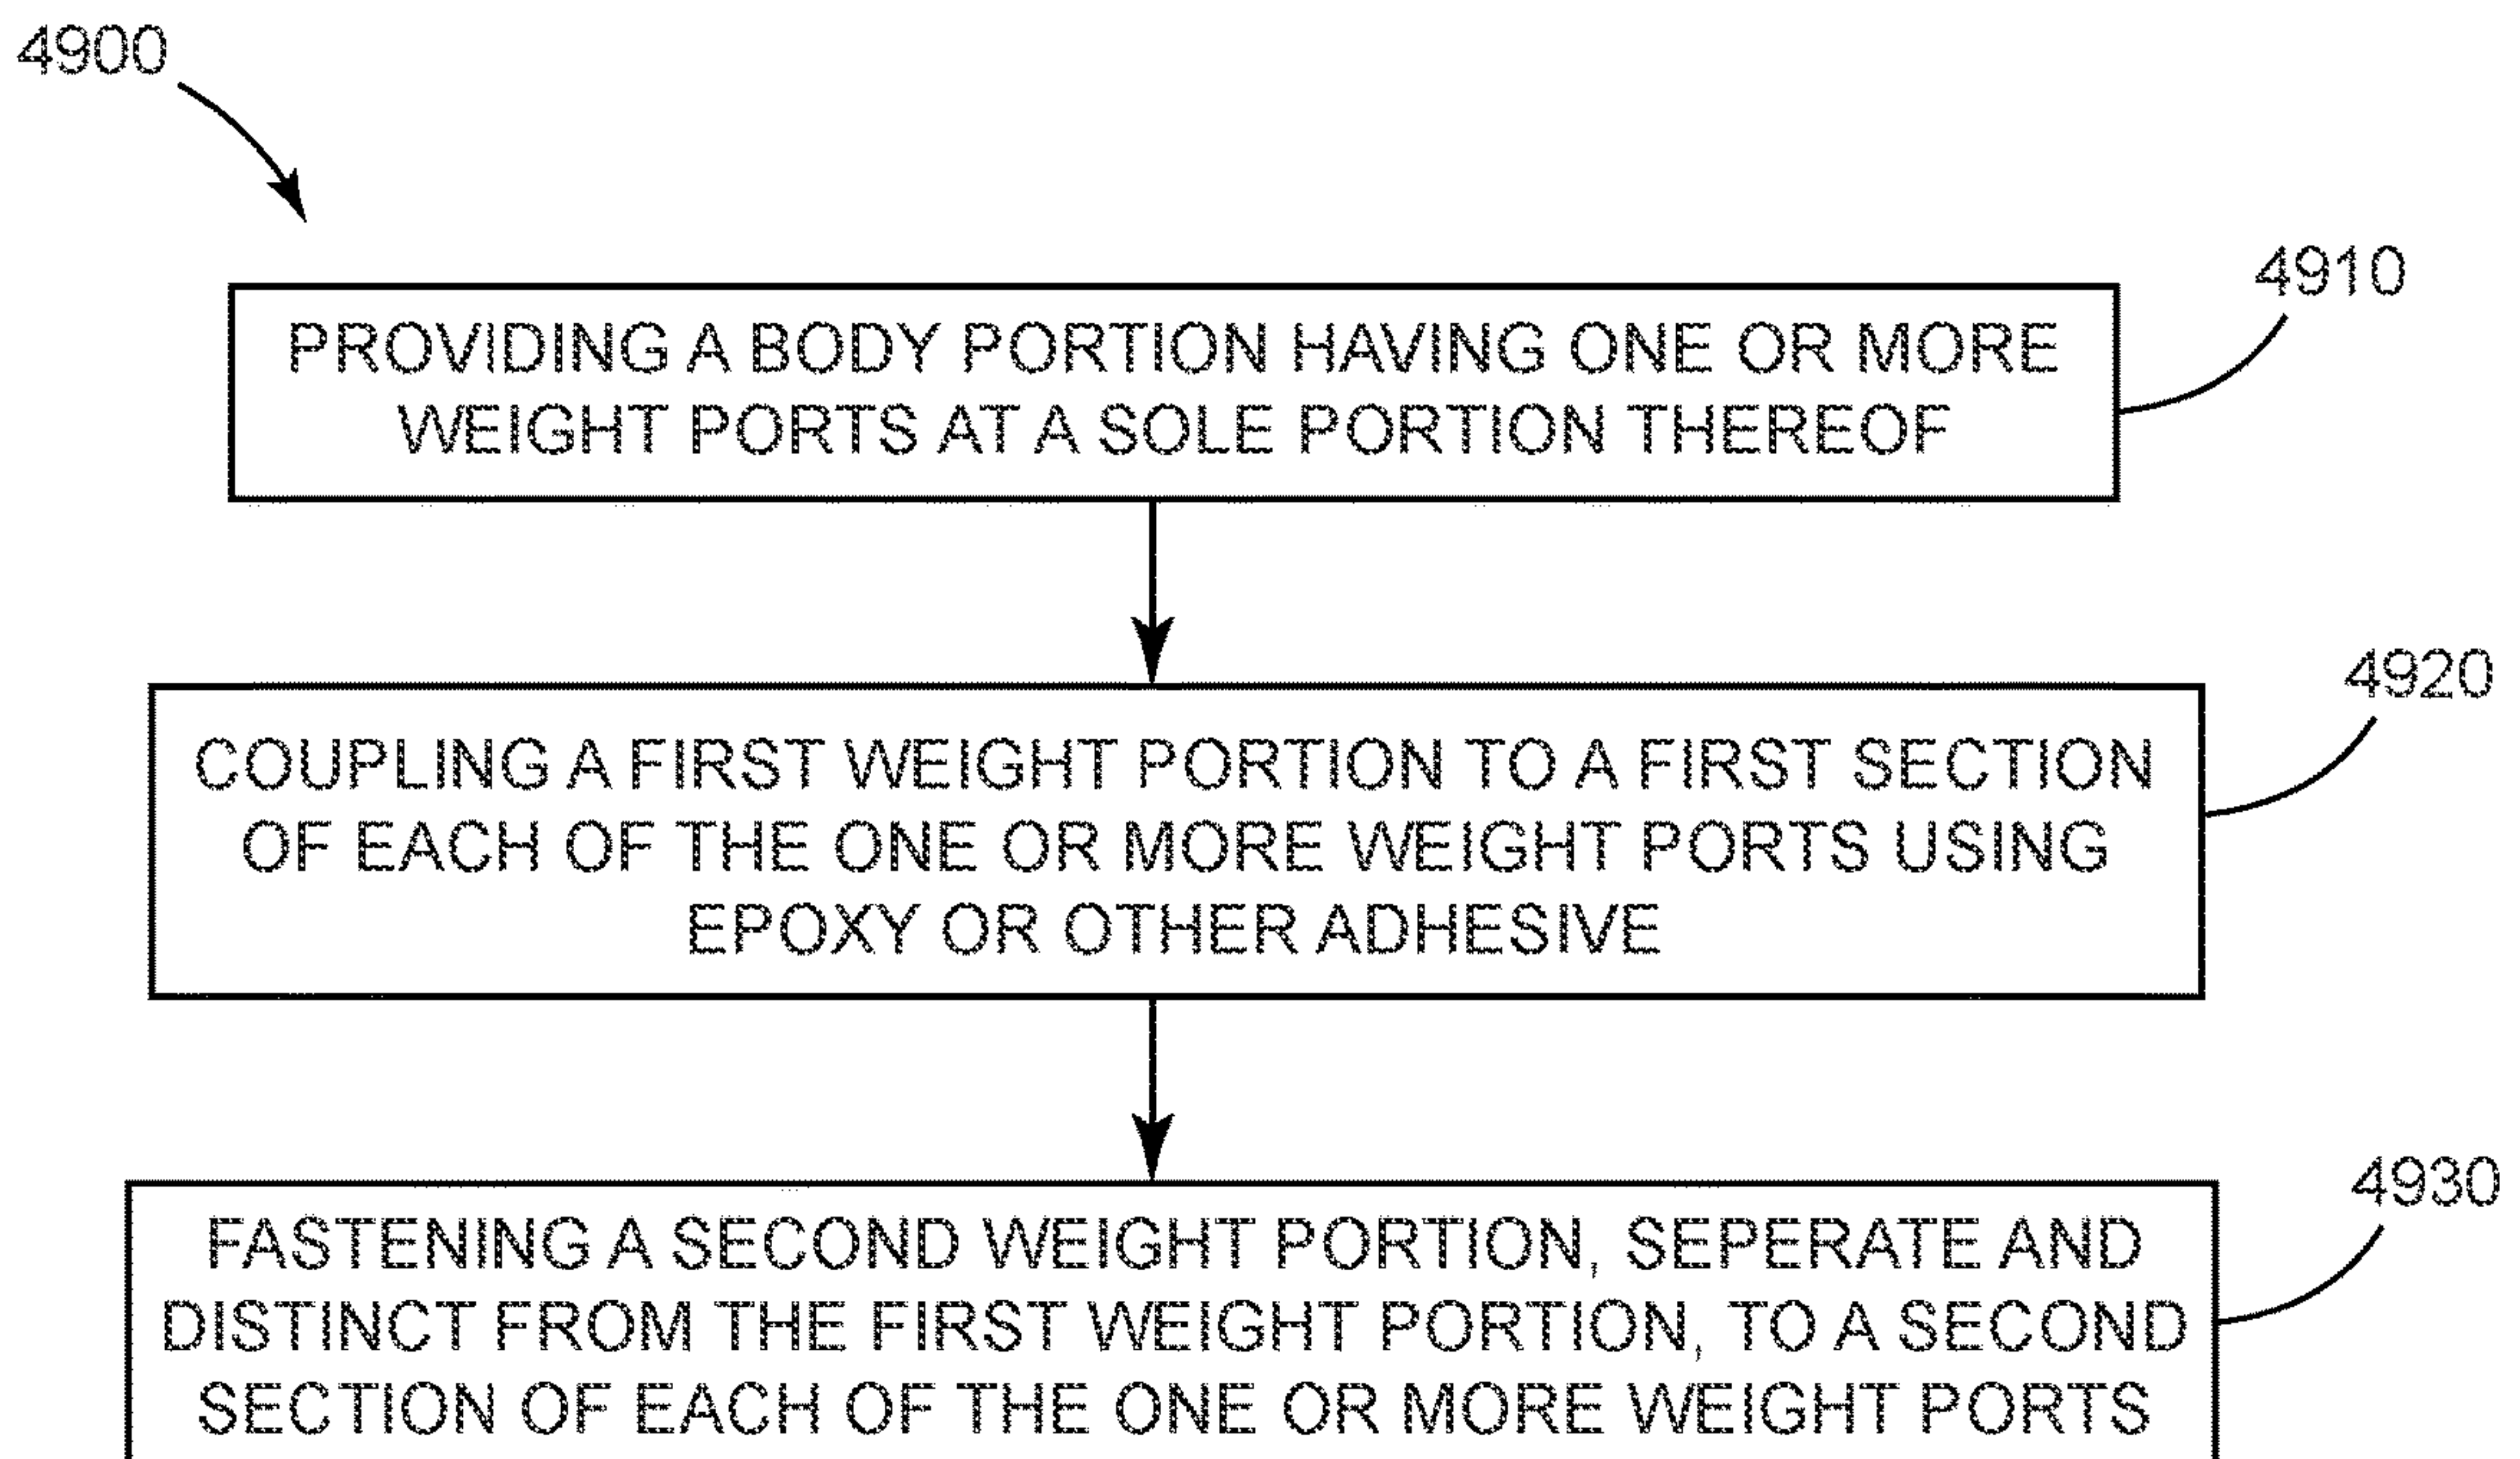 4900
4910
PROVIDING A BODY PORTION HAVING ONE OR MORE
WEIGHT PORTS AT A SOLE PORTION THEREOF
4920
COUPLING A FIRST WEIGHT PORTION TO A FIRST SECTION
OF EACH OF THE ONE OR MORE WEIGHT PORTS USING
EPOXY OR OTHER ADHESIVE
4930
FASTENING A SECOND WEIGHT PORTION, SEPERATE AND
DISTINCT FROM THE FIRST WEIGHT PORTION, TO A SECOND
SECTION OF EACH OF THE ONE OR MORE WEIGHT PORTS